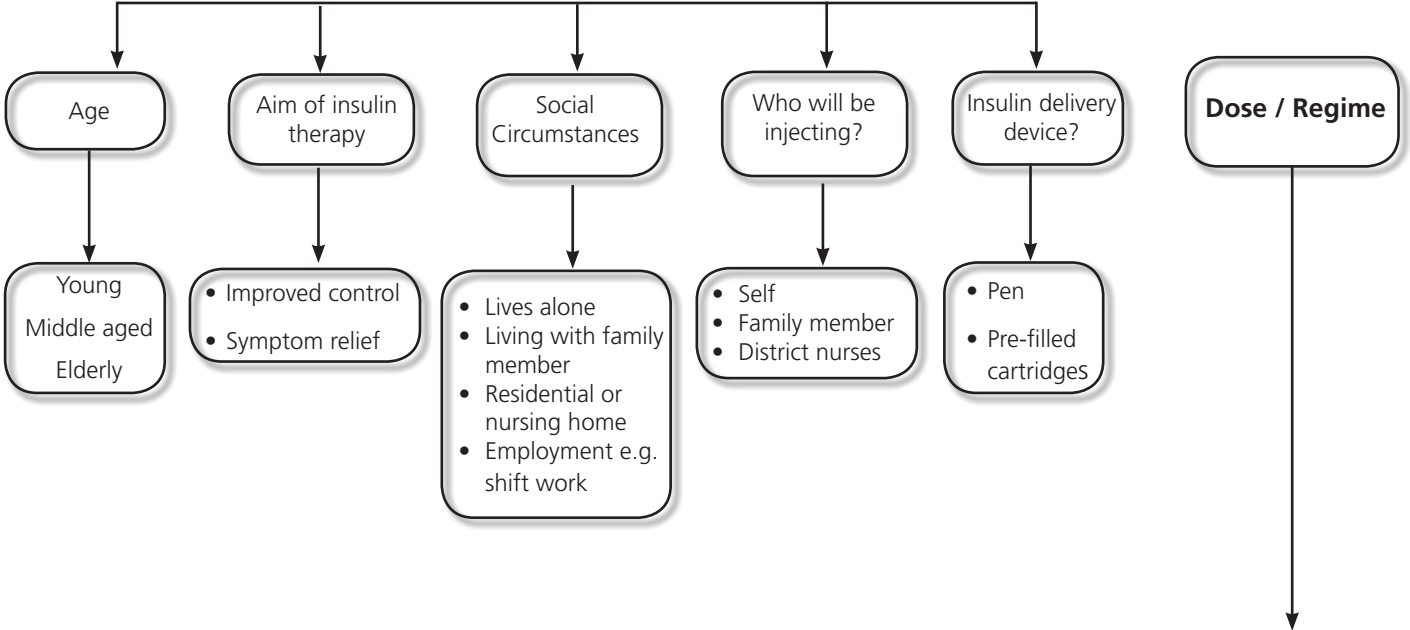 Age
Aim of insulin
therapy
Social
Circumstances
Who will be
injecting?
Insulin delivery
device?
Dose / Regime
Young
Middle aged
Elderly
• Improved control
• Symptom relief
• Lives alone
• Living with family
member
• Residential or
nursing home
• Employment e.g.
shift work
• Self
• Family member
• District nurses
• Pen
• Pre-filled
cartridges